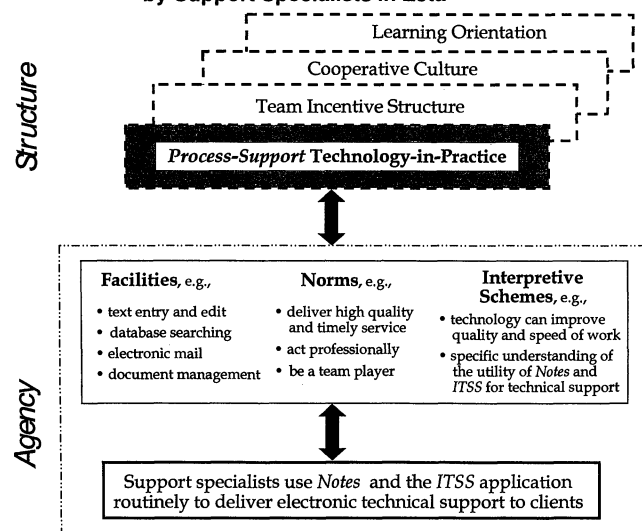 by Support Specialists in Zeta
Learning Orientation
Cooperative Culture
Team Incentive Structure
Structure
Process-Support Technology-in-Practice
Facilities, e.g.,
• text entry and edit
• database searching
• electronic mail
• document management
Norms, e.g.,
• deliver high quality
and timely service
• act professionally
• be a team player
Interpretive
Schemes, e.g.,
• technology can improve
quality and speed of work
• specific understanding of
the utility of Notes and
ITSS for technical support
Agency
Support specialists use Notes and the ITSS application
routinely to deliver electronic technical support to clients